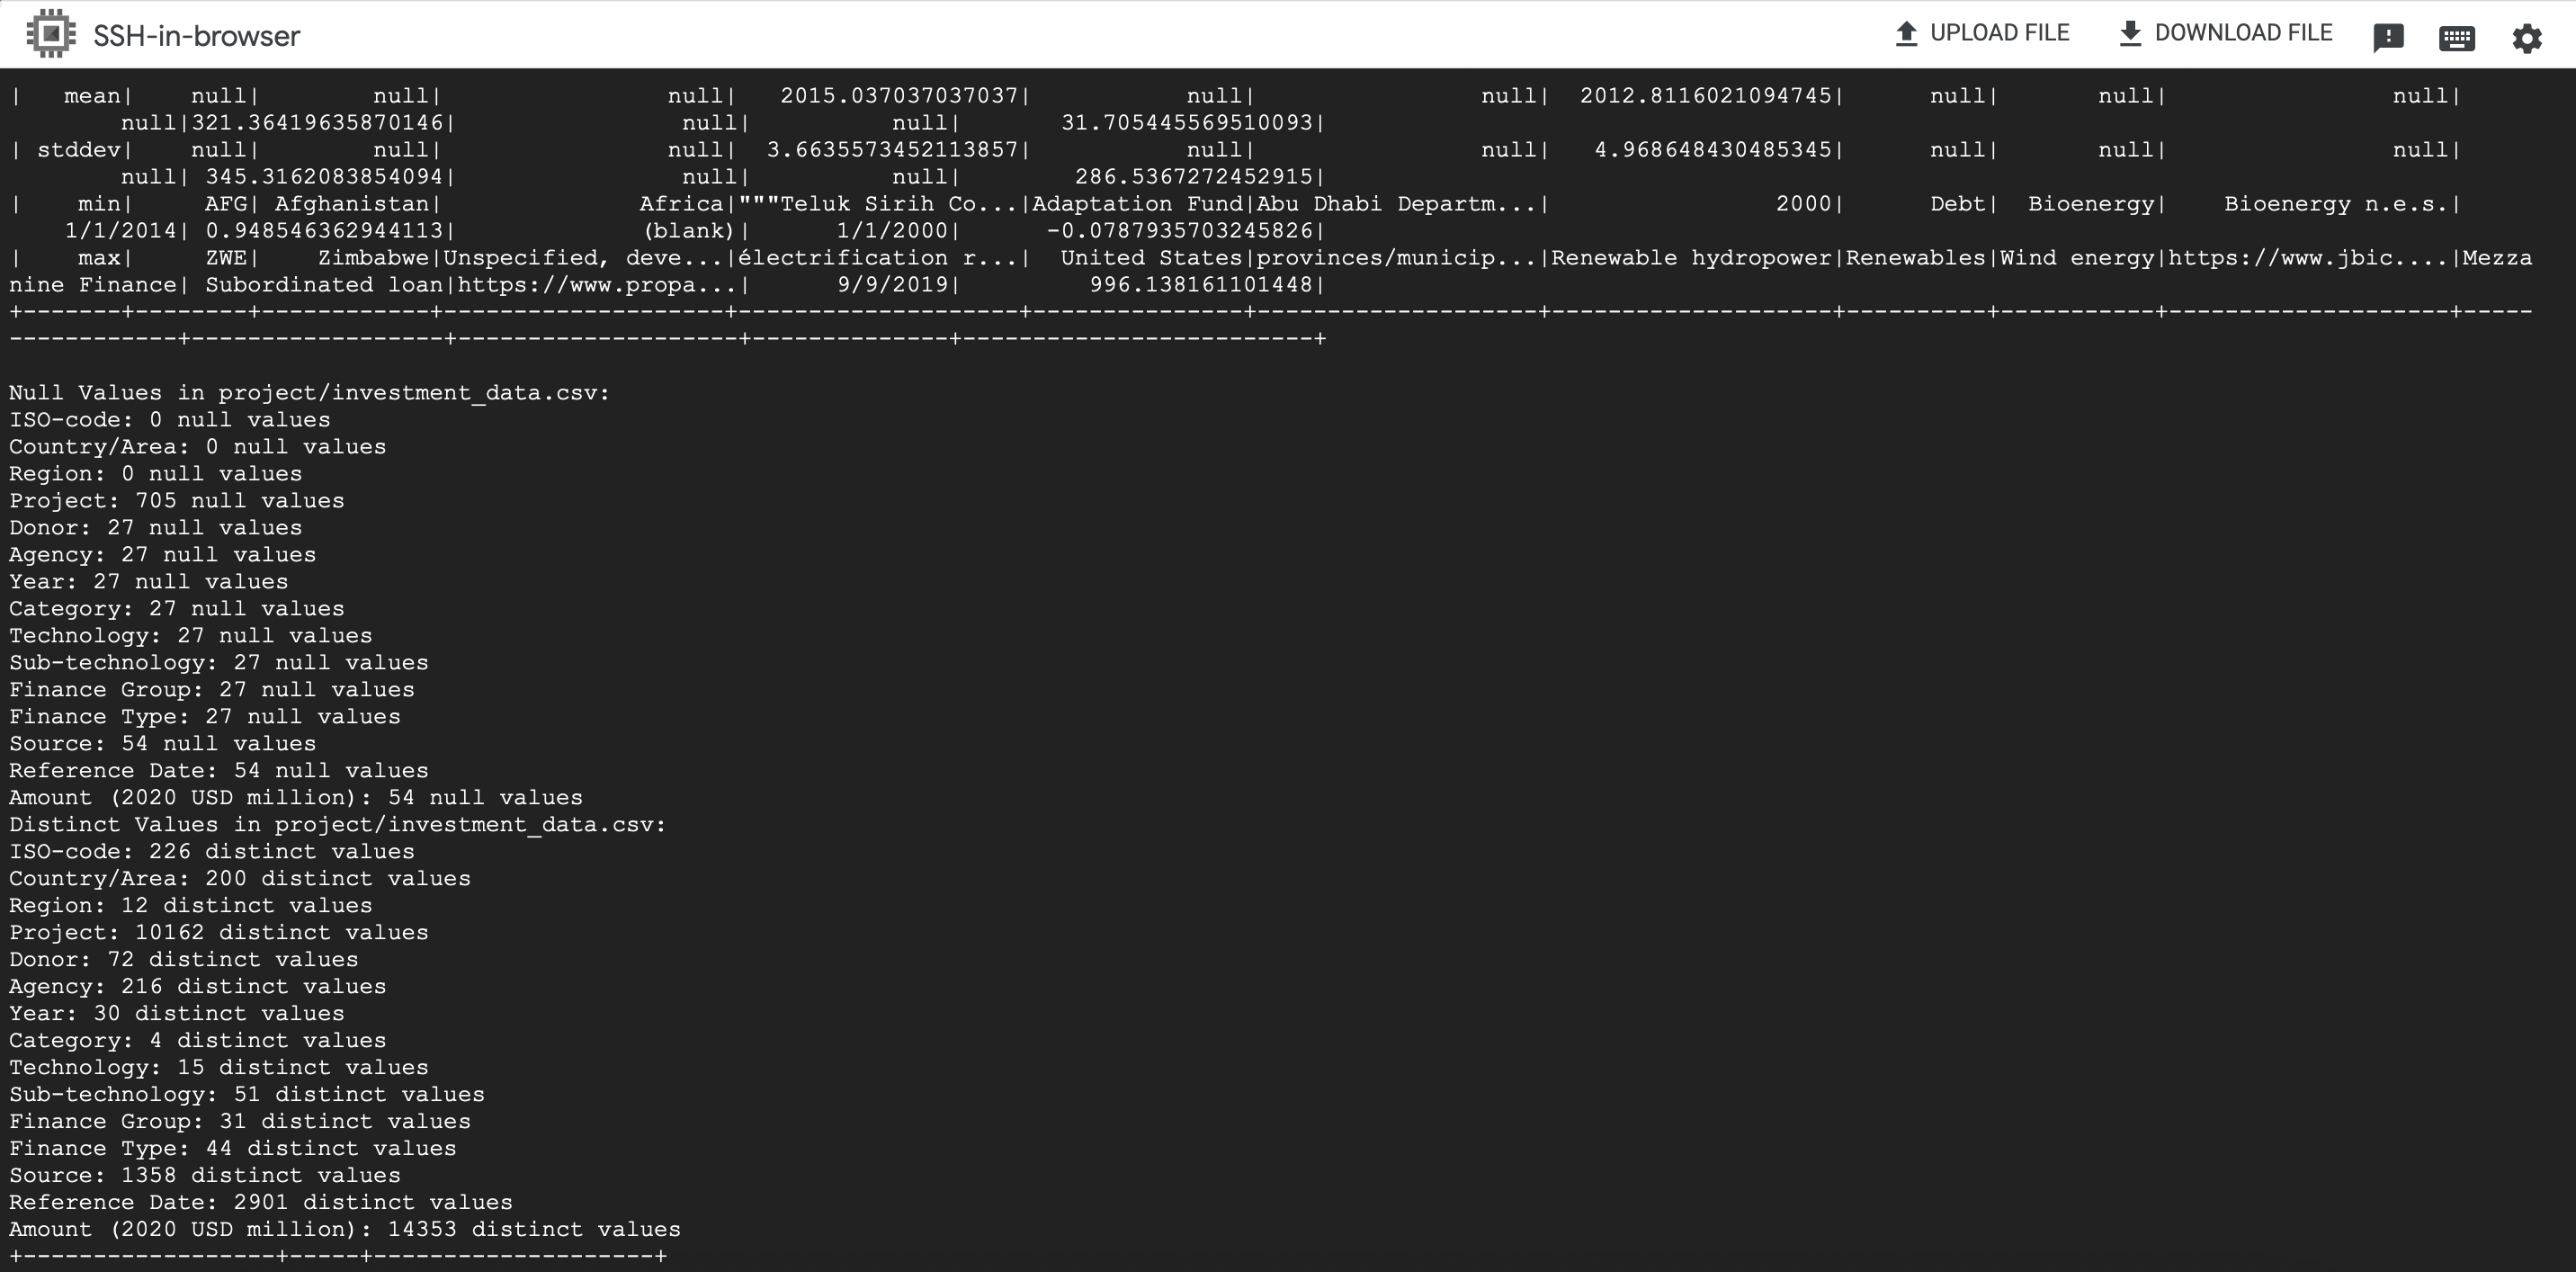 SSH-in-browser UPLOAD FILE DOWNLOAD FILE
|   mean|    null|        null|                null|   2015.037037037037|          null|                null|  2012.8116021094745|      null|       null|                null|
        null|321.36419635870146|                null|          null|       31.705445569510093|
| stddev|    null|        null|                null|  3.6635573452113857|          null|                null|   4.968648430485345|      null|       null|                null|
        null| 345.3162083854094|                null|          null|        286.5367272452915|
|    min|     AFG| Afghanistan|              Africa|"""Teluk Sirih Co...|Adaptation Fund|Abu Dhabi Departm...|                2000|      Debt|  Bioenergy|    Bioenergy n.e.s.|
    1/1/2014| 0.948546362944113|             (blank)|      1/1/2000|      -0.0787935703245826|
|    max|     ZWE|    Zimbabwe|Unspecified, deve...|électrification r...|  United States|provinces/municip...|Renewable hydropower|Renewables|Wind energy|https://www.jbic....|Mezza
nine Finance| Subordinated loan|https://www.propa...|      9/9/2019|         996.138161101448|
+-------+--------+------------+--------------------+--------------------+---------------+--------------------+--------------------+----------+-----------+--------------------+-----
------------+------------------+--------------------+--------------+-------------------------+
Null Values in project/investment_data.csv:
ISO-code: 0 null values
Country/Area: 0 null values
Region: 0 null values
Project: 705 null values
Donor: 27 null values
Agency: 27 null values
Year: 27 null values
Category: 27 null values
Technology: 27 null values
Sub-technology: 27 null values
Finance Group: 27 null values
Finance Type: 27 null values
Source: 54 null values
Reference Date: 54 null values
Amount (2020 USD million): 54 null values
Distinct Values in project/investment_data.csv:
ISO-code: 226 distinct values
Country/Area: 200 distinct values
Region: 12 distinct values
Project: 10162 distinct values
Donor: 72 distinct values
Agency: 216 distinct values
Year: 30 distinct values
Category: 4 distinct values
Technology: 15 distinct values
Sub-technology: 51 distinct values
Finance Group: 31 distinct values
Finance Type: 44 distinct values
Source: 1358 distinct values
Reference Date: 2901 distinct values
Amount (2020 USD million): 14353 distinct values
+------------------+-----+--------------------+